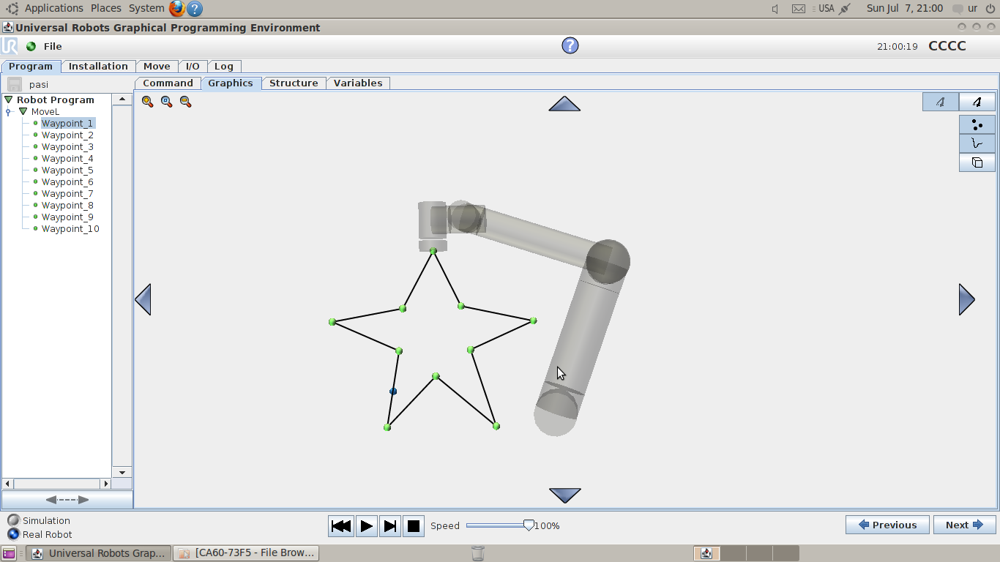 Applications Places System ? USA Sun Jul 7, 21:00 ur
Universal Robots Graphical Programming Environment
UR File ? 21:00:19 CCCC
Program Installation Move I/O Log
pasi Command Graphics Structure Variables
Robot Program
MoveL
Waypoint_1
Waypoint_2
Waypoint_3
Waypoint_4
Waypoint_5
Waypoint_6
Waypoint_7
Waypoint_8
Waypoint_9
Waypoint_10
Simulation
Real Robot
Speed 100%
Previous Next
Universal Robots Grap... [CA60-73F5 - File Brow...